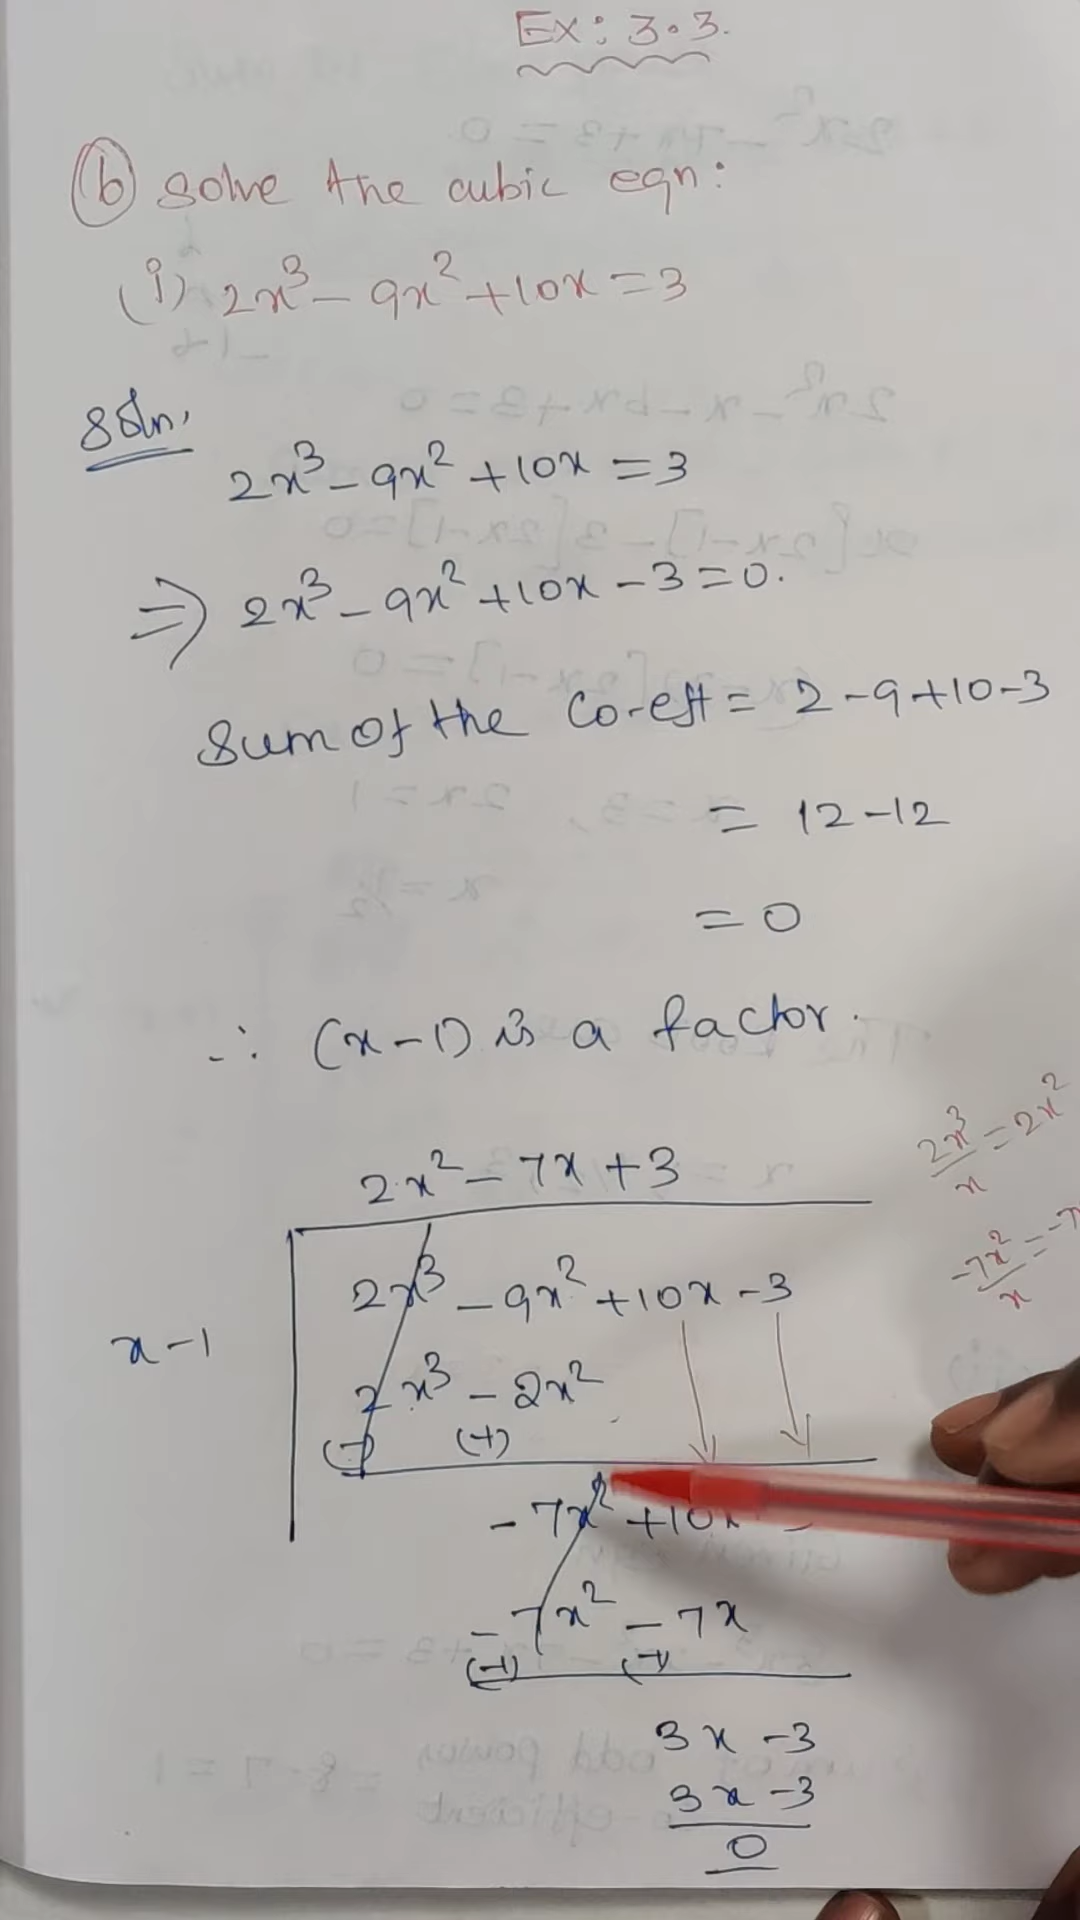 Ex: 3.3.
(6) solve the cubic eqn:
(i) 2x³ - 9x² + 10x = 3
Soln.
2x³ - 9x² + 10x = 3
⇒ 2x³ - 9x² + 10x - 3 = 0.
Sum of the co-eff = 2 - 9 + 10 - 3
= 12 - 12
= 0
∴ (x - 1) is a factor.
2x³/x = 2x²
2x² - 7x + 3
-7x²/x = -7
2x³ - 9x² + 10x - 3
x - 1
2x³ - 2x²
(-) (+)
- 7x² + 10x
- 7x² - 7x
(+) (+)
3x - 3
3x - 3
0